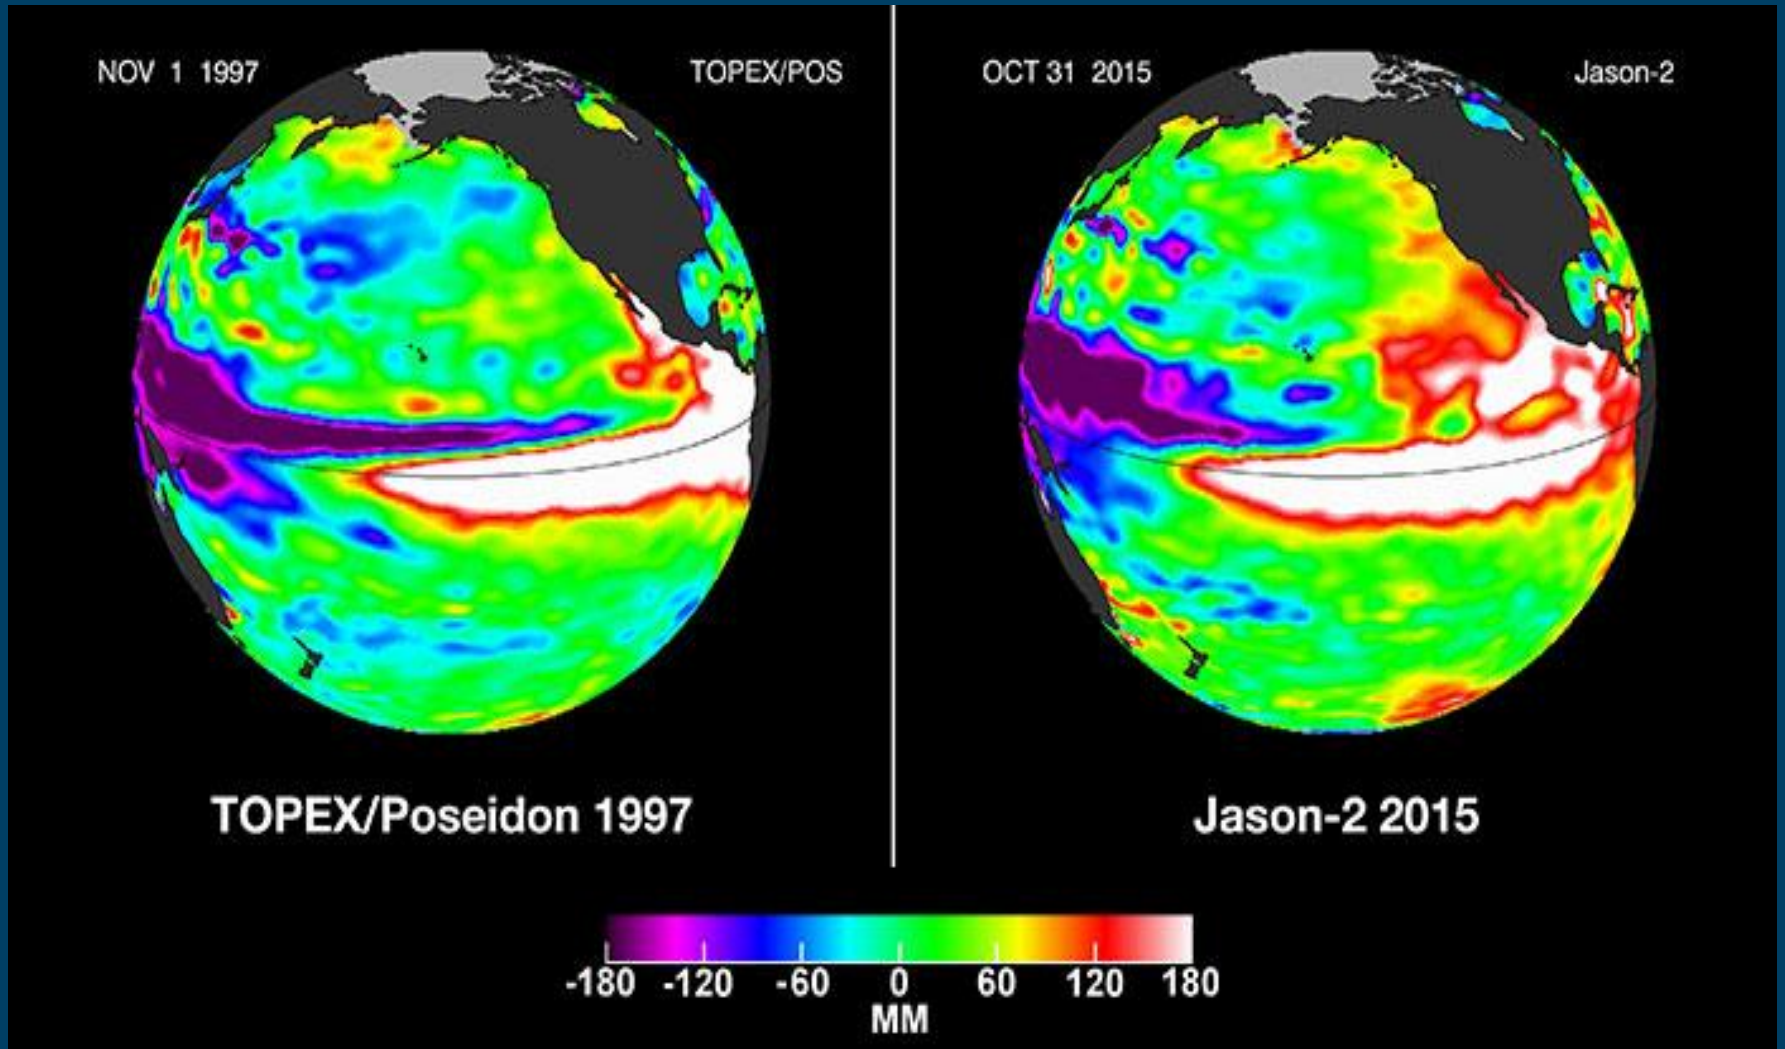 NOV 1 1997
TOPEX/POS
OCT 31 2015
Jason-2
TOPEX/Poseidon 1997
Jason-2 2015
-180 -120 -60 0 60 120 180
MM